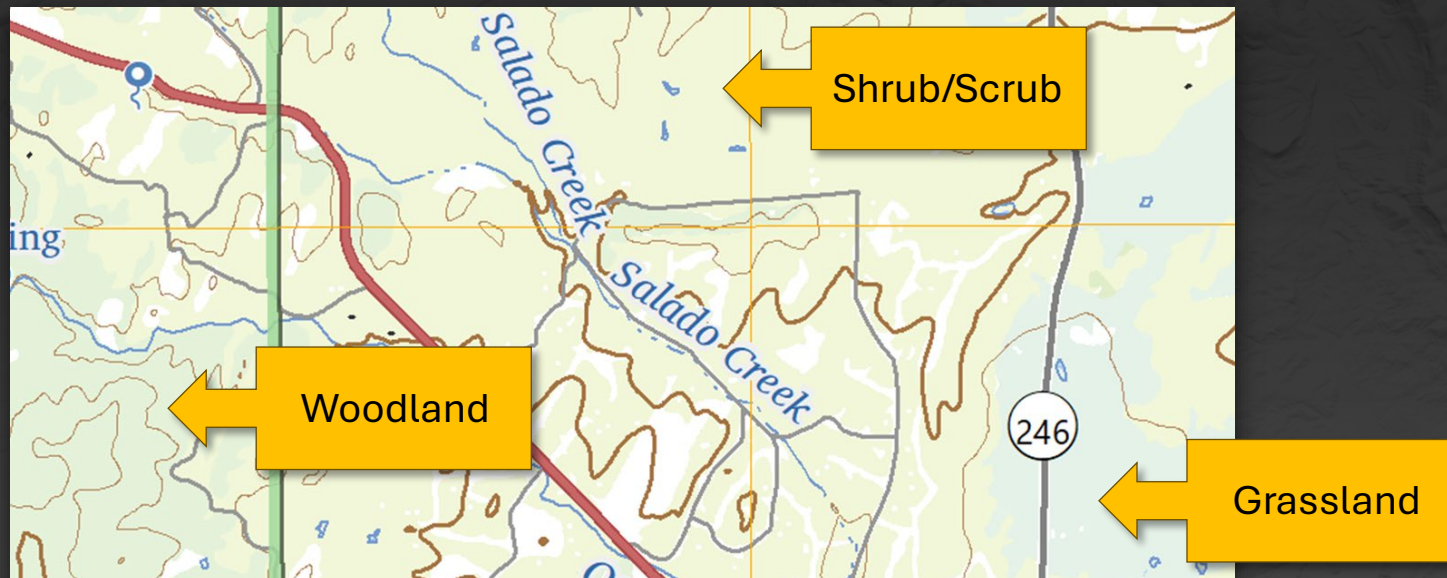 Salado Creek
Shrub/Scrub
ing
Salado Creek
Woodland
246
Grassland